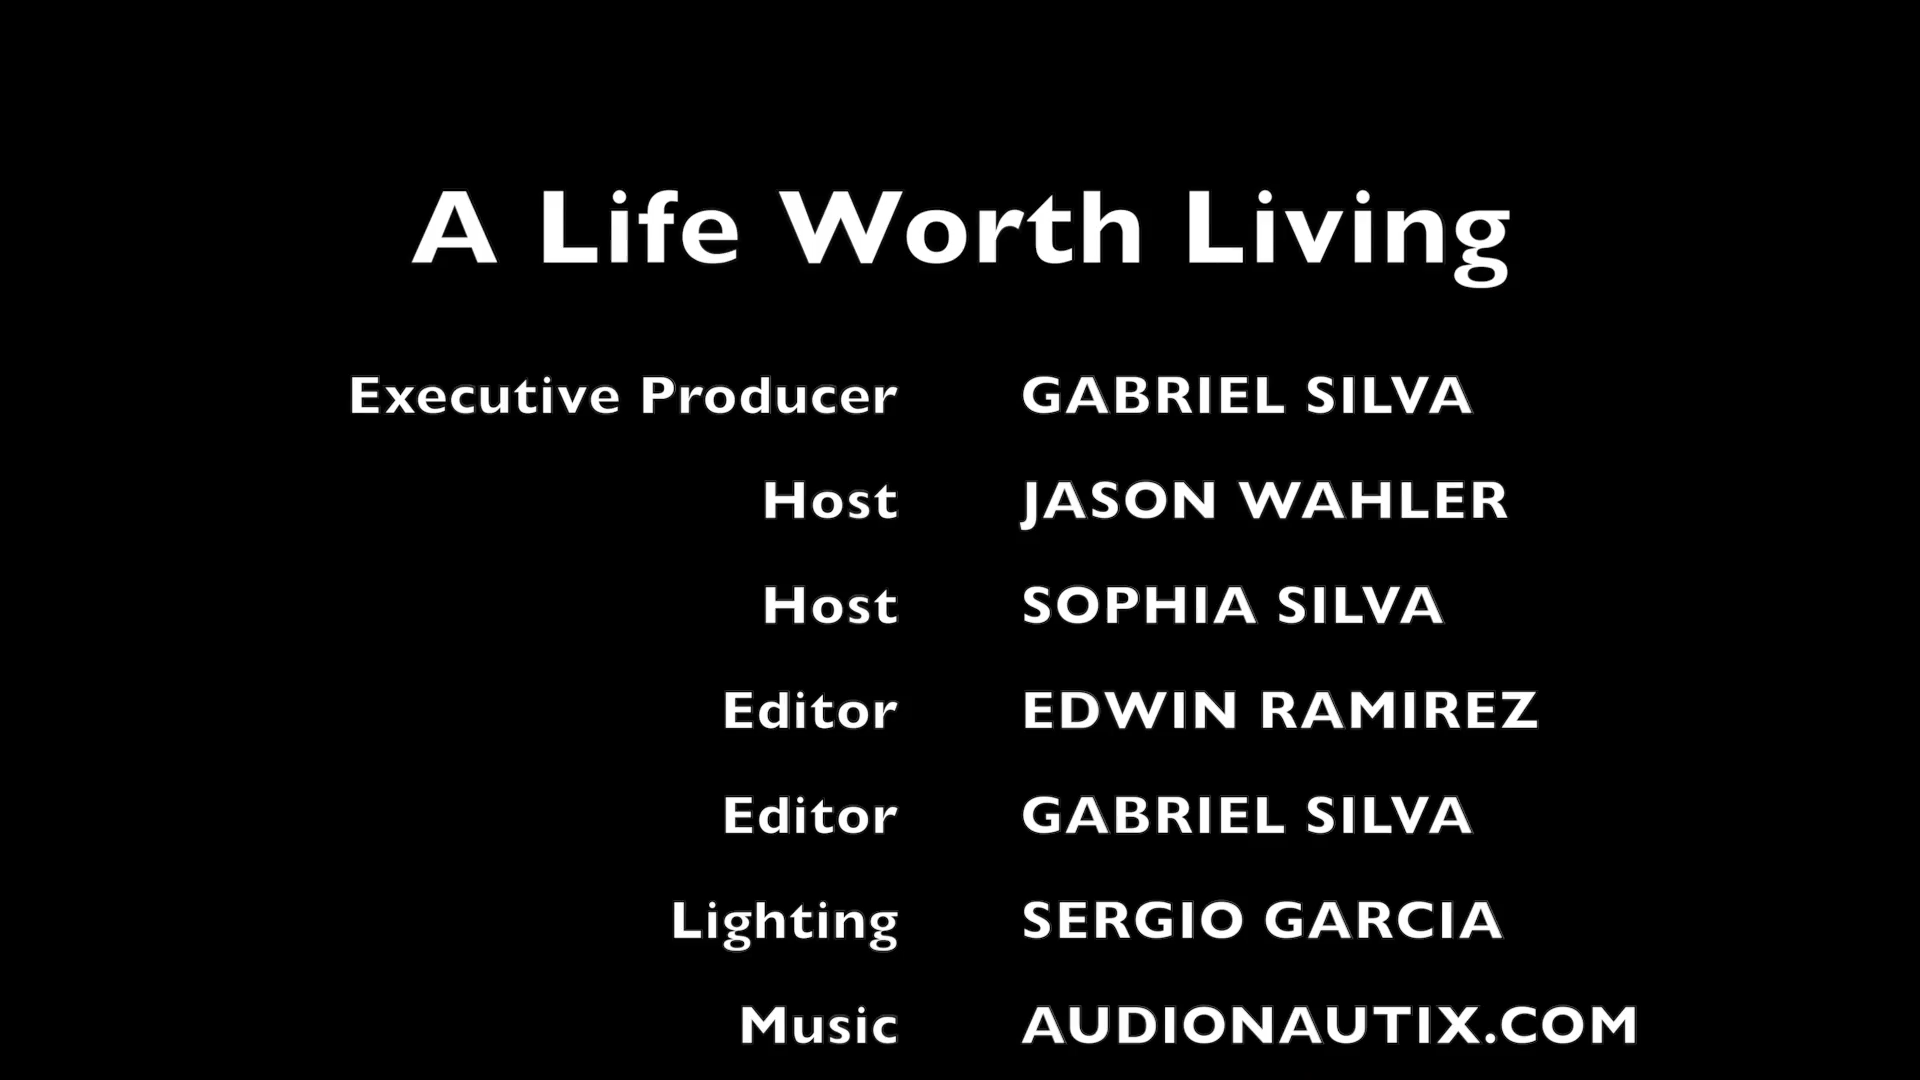 A Life Worth Living
Executive Producer GABRIEL SILVA
Host JASON WAHLER
Host SOPHIA SILVA
Editor EDWIN RAMIREZ
Editor GABRIEL SILVA
Lighting SERGIO GARCIA
Music AUDIONAUTIX.COM